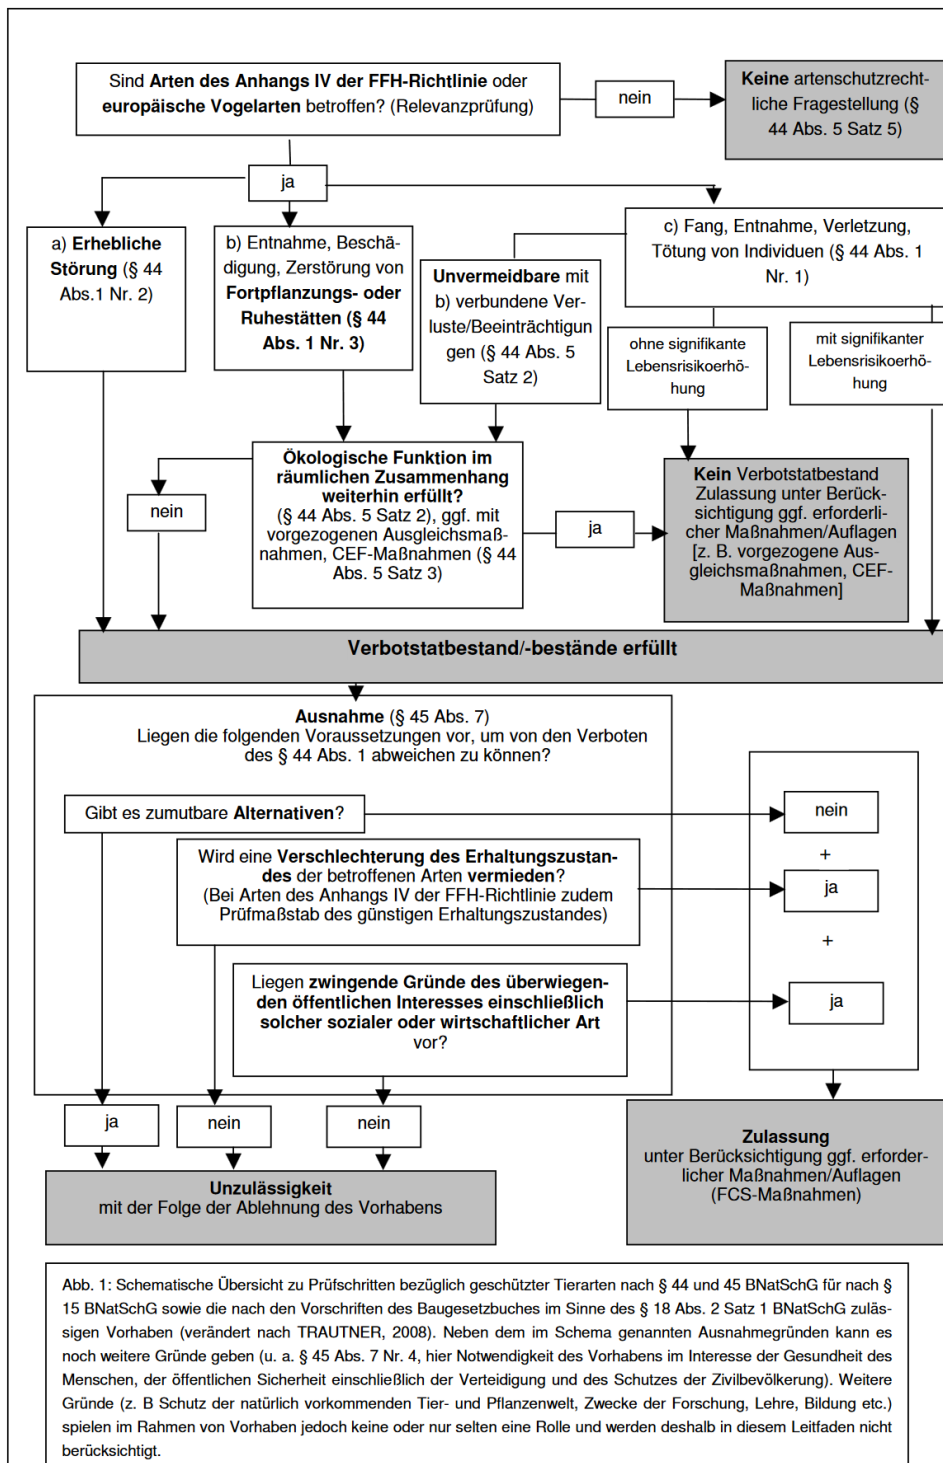 Sind Arten des Anhangs IV der FFH-Richtlinie oder
europäische Vogelarten betroffen? (Relevanzprüfung)
nein
Keine artenschutzrecht-
liche Fragestellung (§
44 Abs. 5 Satz 5)
ja
a) Erhebliche
Störung (§ 44
Abs.1 Nr. 2)
b) Entnahme, Beschä-
digung, Zerstörung von
Fortpflanzungs- oder
Ruhestätten (§ 44
Abs. 1 Nr. 3)
Unvermeidbare mit
b) verbundene Ver-
luste/Beeinträchtigun
gen (§ 44 Abs. 5
Satz 2)
c) Fang, Entnahme, Verletzung,
Tötung von Individuen (§ 44 Abs. 1
Nr. 1)
ohne signifikante
Lebensrisikoerhö-
hung
mit signifikanter
Lebensrisikoerhö-
hung
nein
Ökologische Funktion im
räumlichen Zusammenhang
weiterhin erfüllt?
(§ 44 Abs. 5 Satz 2), ggf. mit
vorgezogenen Ausgleichsmaß-
nahmen, CEF-Maßnahmen (§ 44
Abs. 5 Satz 3)
ja
Kein Verbotstatbestand
Zulassung unter Berück-
sichtigung ggf. erforderli-
cher Maßnahmen/Auflagen
[z. B. vorgezogene Aus-
gleichsmaßnahmen, CEF-
Maßnahmen]
Verbotstatbestand/-bestände erfüllt
Ausnahme (§ 45 Abs. 7)
Liegen die folgenden Voraussetzungen vor, um von den Verboten
des § 44 Abs. 1 abweichen zu können?
Gibt es zumutbare Alternativen?
nein
+
Wird eine Verschlechterung des Erhaltungszustan-
des der betroffenen Arten vermieden?
(Bei Arten des Anhangs IV der FFH-Richtlinie zudem
Prüfmaßstab des günstigen Erhaltungszustandes)
ja
+
Liegen zwingende Gründe des überwiegen-
den öffentlichen Interesses einschließlich
solcher sozialer oder wirtschaftlicher Art
vor?
ja
ja
nein
nein
Unzulässigkeit
mit der Folge der Ablehnung des Vorhabens
Zulassung
unter Berücksichtigung ggf. erforder-
licher Maßnahmen/Auflagen
(FCS-Maßnahmen)
Abb. 1: Schematische Übersicht zu Prüfschritten bezüglich geschützter Tierarten nach § 44 und 45 BNatSchG für nach §
15 BNatSchG sowie die nach den Vorschriften des Baugesetzbuches im Sinne des § 18 Abs. 2 Satz 1 BNatSchG zuläs-
sigen Vorhaben (verändert nach TRAUTNER, 2008). Neben dem im Schema genannten Ausnahmegründen kann es
noch weitere Gründe geben (u. a. § 45 Abs. 7 Nr. 4, hier Notwendigkeit des Vorhabens im Interesse der Gesundheit des
Menschen, der öffentlichen Sicherheit einschließlich der Verteidigung und des Schutzes der Zivilbevölkerung). Weitere
Gründe (z. B Schutz der natürlich vorkommenden Tier- und Pflanzenwelt, Zwecke der Forschung, Lehre, Bildung etc.)
spielen im Rahmen von Vorhaben jedoch keine oder nur selten eine Rolle und werden deshalb in diesem Leitfaden nicht
berücksichtigt.